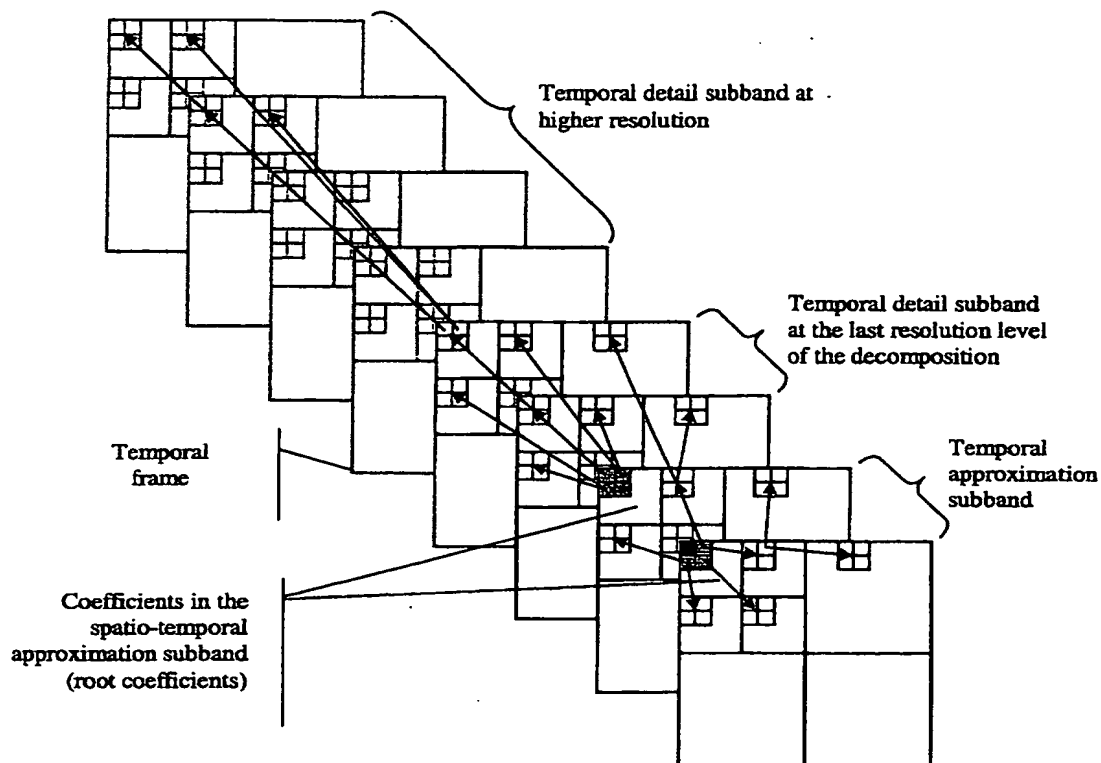 Temporal detail subband at
higher resolution
Temporal detail subband
at the last resolution level
of the decomposition
Temporal
frame
Temporal
approximation
subband
Coefficients in the
spatio-temporal
approximation subband
(root coefficients)